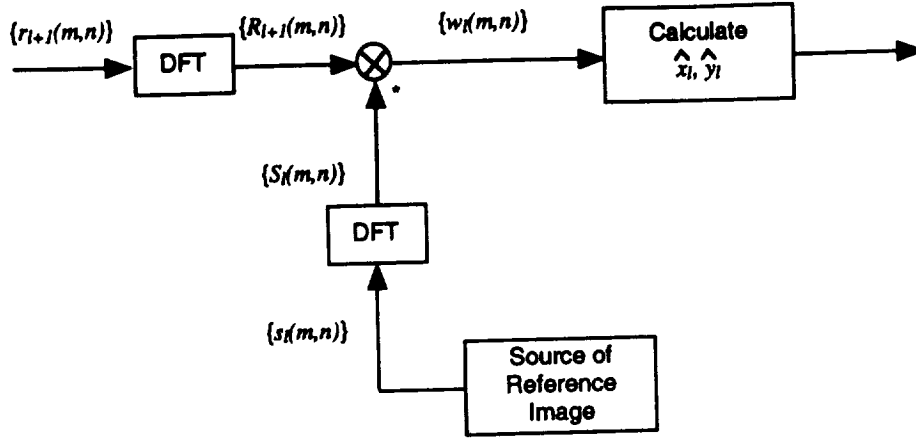 {r_{l+1}(m,n)}
DFT
{R_{l+1}(m,n)}
*
{w_l(m,n)}
Calculate
x̂_l, ŷ_l
{S_l(m,n)}
DFT
{s_l(m,n)}
Source of
Reference
Image